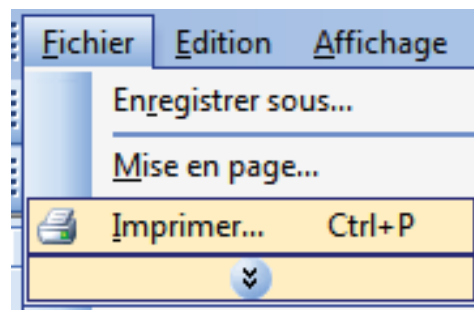 Fichier Edition Affichage
Enregistrer sous...
Mise en page...
Imprimer... Ctrl+P